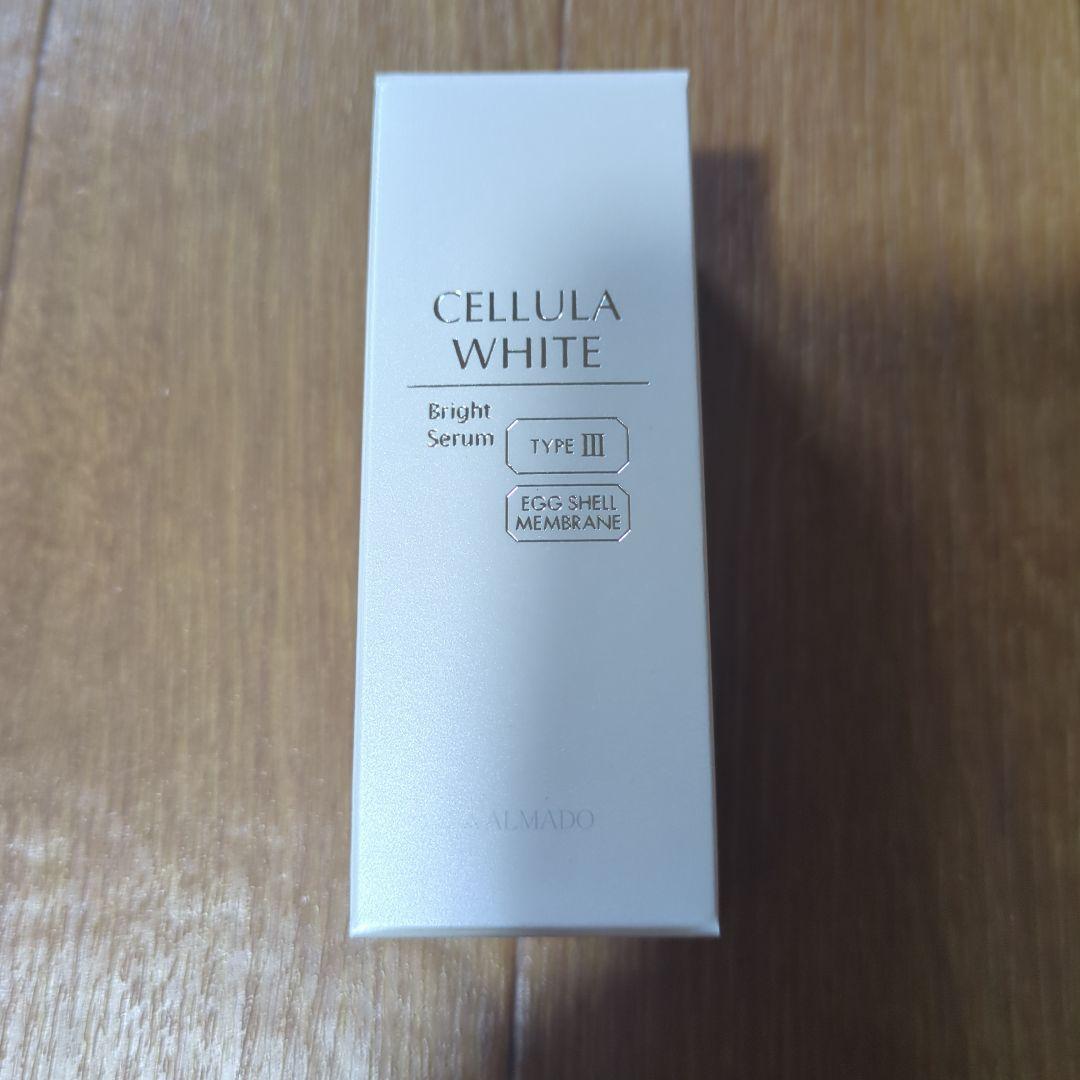 CELLULA
WHITE
Bright
Serum
TYPE III
EGG SHELL
MEMBRANE
ALMADO